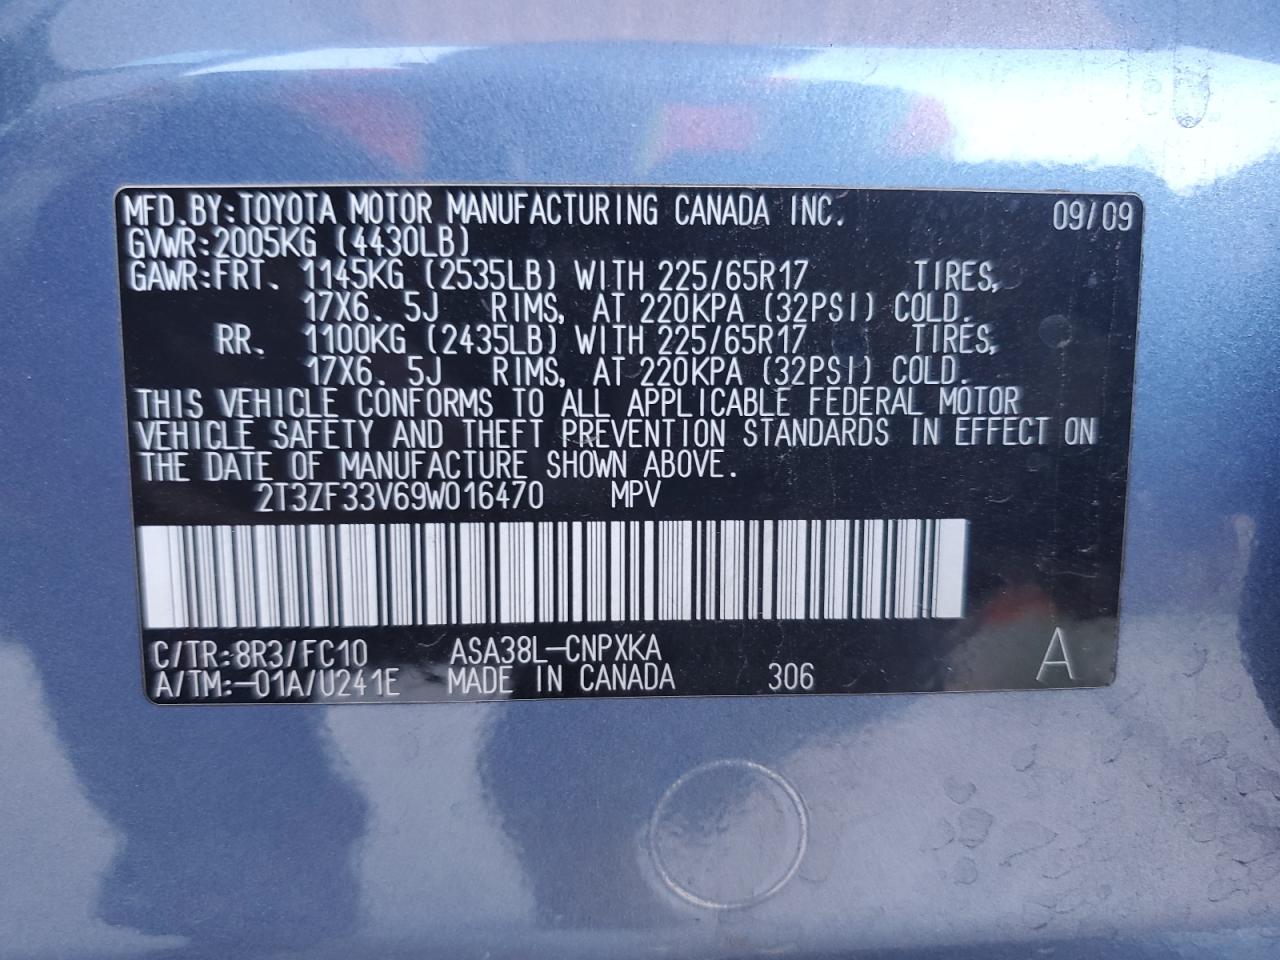 MFD.BY:TOYOTA MOTOR MANUFACTURING CANADA INC. 09/09
GVWR:2005KG (4430LB)
GAWR:FRT. 1145KG (2535LB) WITH 225/65R17 TIRES,
17X6.5J RIMS, AT 220KPA (32PSI) COLD.
RR. 1100KG (2435LB) WITH 225/65R17 TIRES,
17X6.5J RIMS, AT 220KPA (32PSI) COLD.
THIS VEHICLE CONFORMS TO ALL APPLICABLE FEDERAL MOTOR
VEHICLE SAFETY AND THEFT PREVENTION STANDARDS IN EFFECT ON
THE DATE OF MANUFACTURE SHOWN ABOVE.
2T3ZF33V69W016470 MPV
C/TR:8R3/FC10 ASA38L-CNPXKA
A/TM:-01A/U241E MADE IN CANADA 306 A